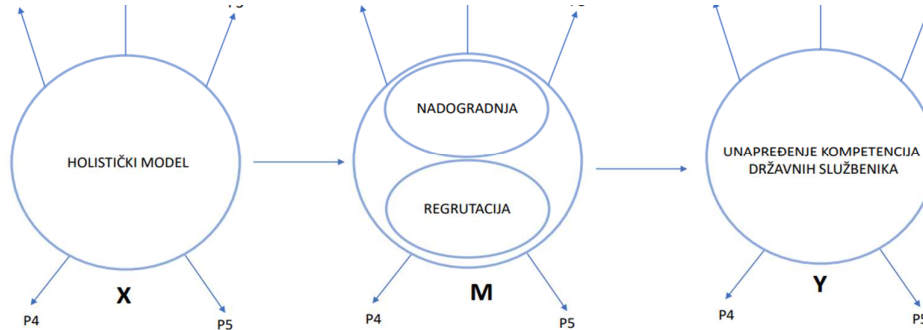 HOLISTIČKI MODEL
NADOGRADNJA
REGRUTACIJA
UNAPREĐENJE KOMPETENCIJA
DRŽAVNIH SLUŽBENIKA
X
M
Y
P4
P5
P4
P5
P4